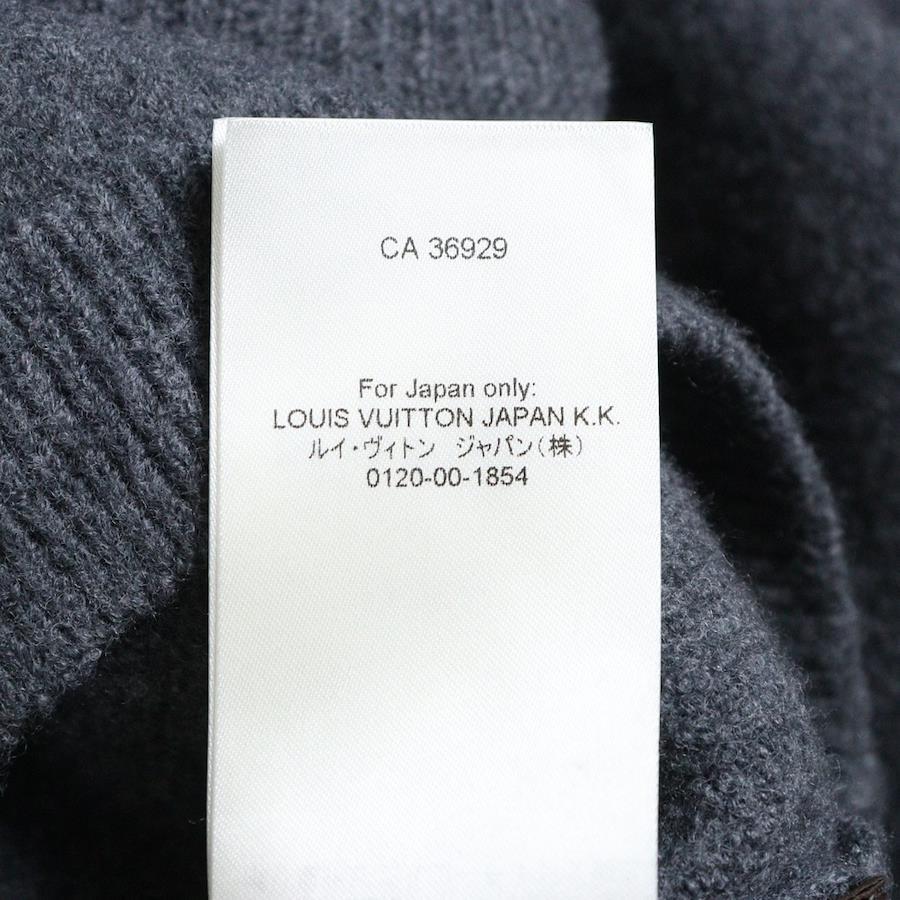 CA 36929
For Japan only:
LOUIS VUITTON JAPAN K.K.
ルイ・ヴィトン ジャパン(株)
0120-00-1854